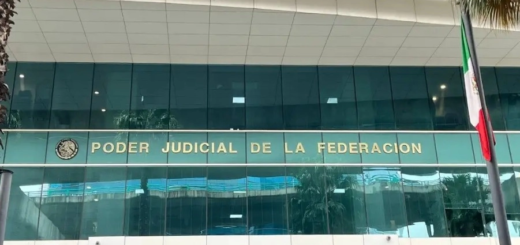 PODER JUDICIAL DE LA FEDERACION